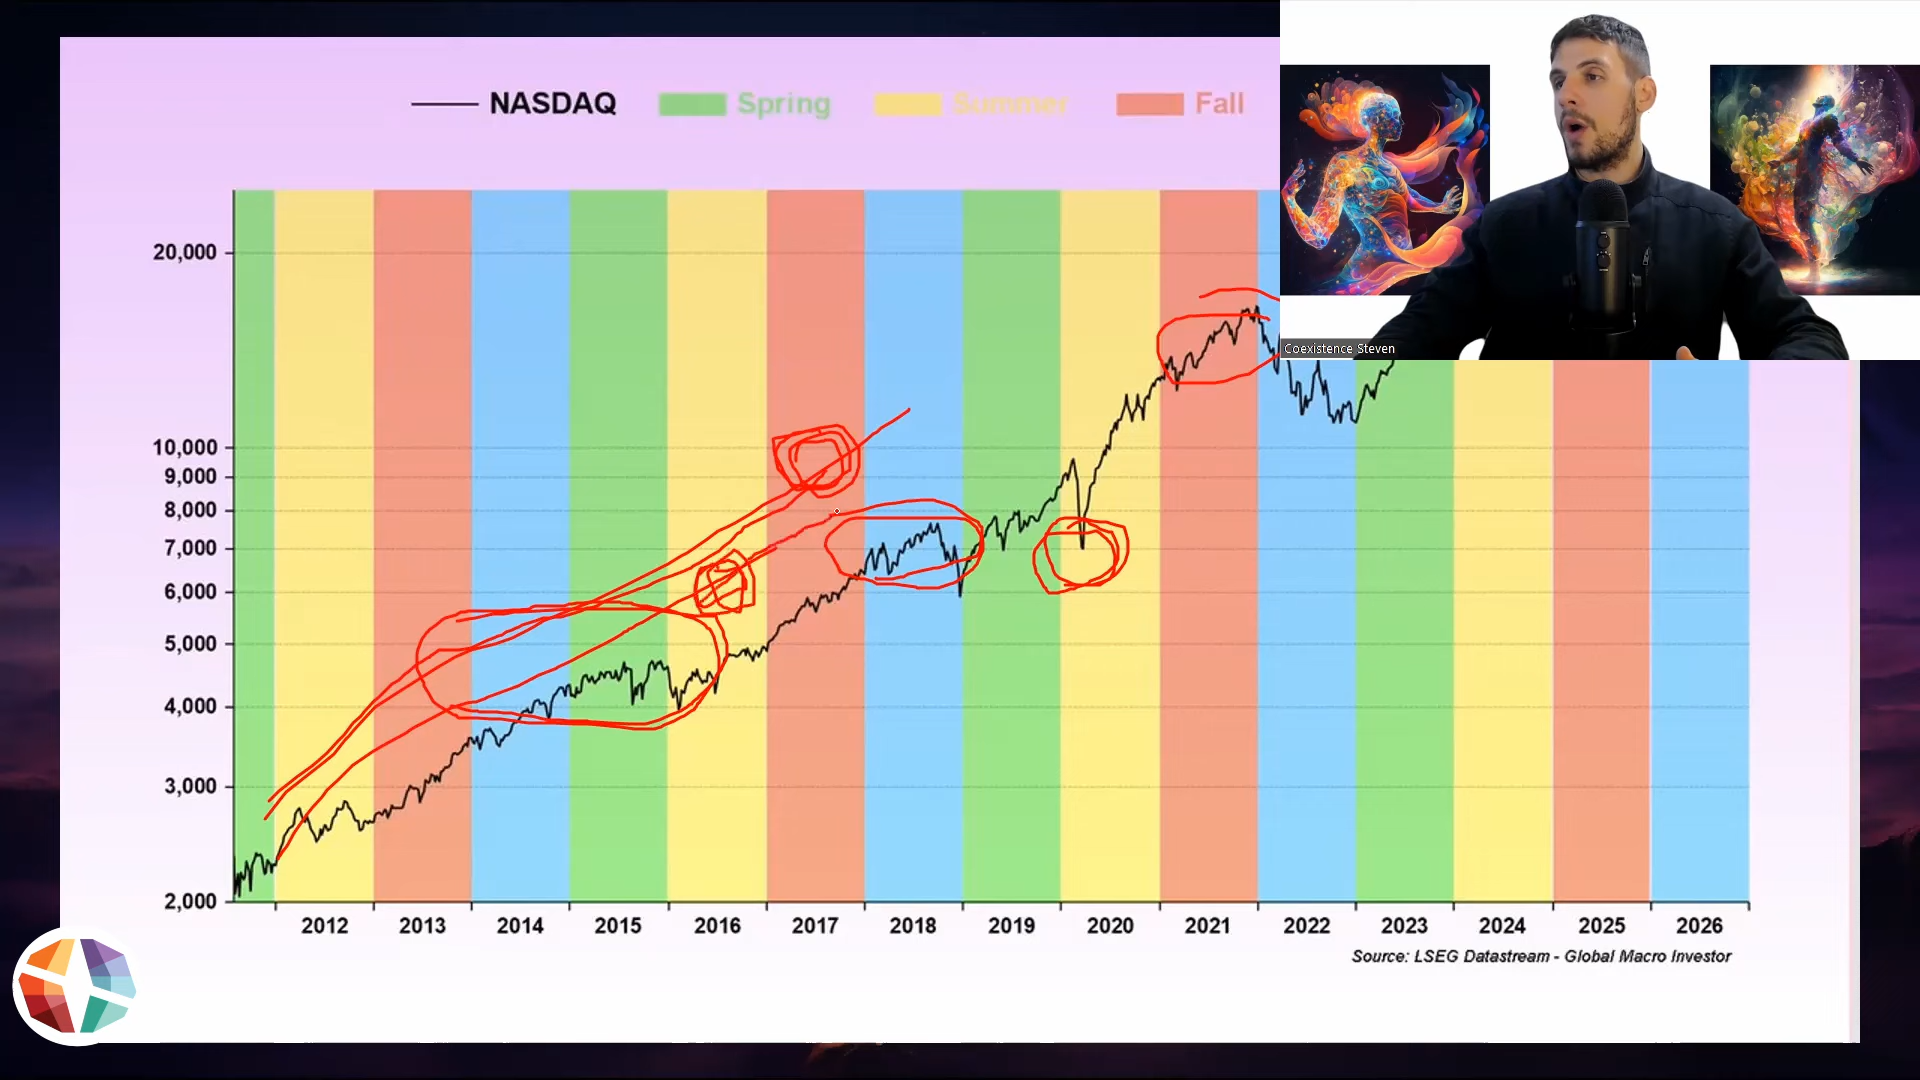 NASDAQ Spring Summer Fall
Coexistence Steven
20,000
10,000
9,000
8,000
7,000
6,000
5,000
4,000
3,000
2,000
2012 2013 2014 2015 2016 2017 2018 2019 2020 2021 2022 2023 2024 2025 2026
Source: LSEG Datastream - Global Macro Investor